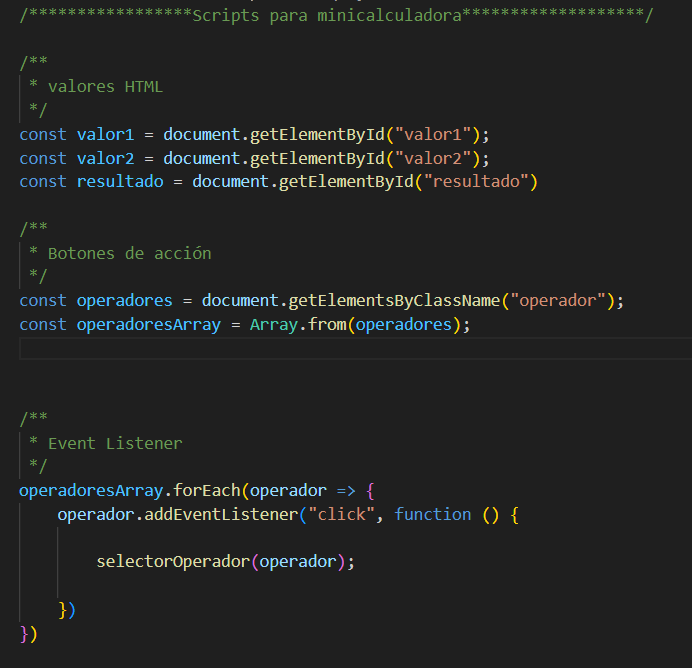 /*****************Scripts para minicalculadora*******************/
/**
* valores HTML
*/
const valor1 = document.getElementById("valor1");
const valor2 = document.getElementById("valor2");
const resultado = document.getElementById("resultado")
/**
* Botones de acción
*/
const operadores = document.getElementsByClassName("operador");
const operadoresArray = Array.from(operadores);
/**
* Event Listener
*/
operadoresArray.forEach(operador => {
operador.addEventListener("click", function () {
selectorOperador(operador);
})
})